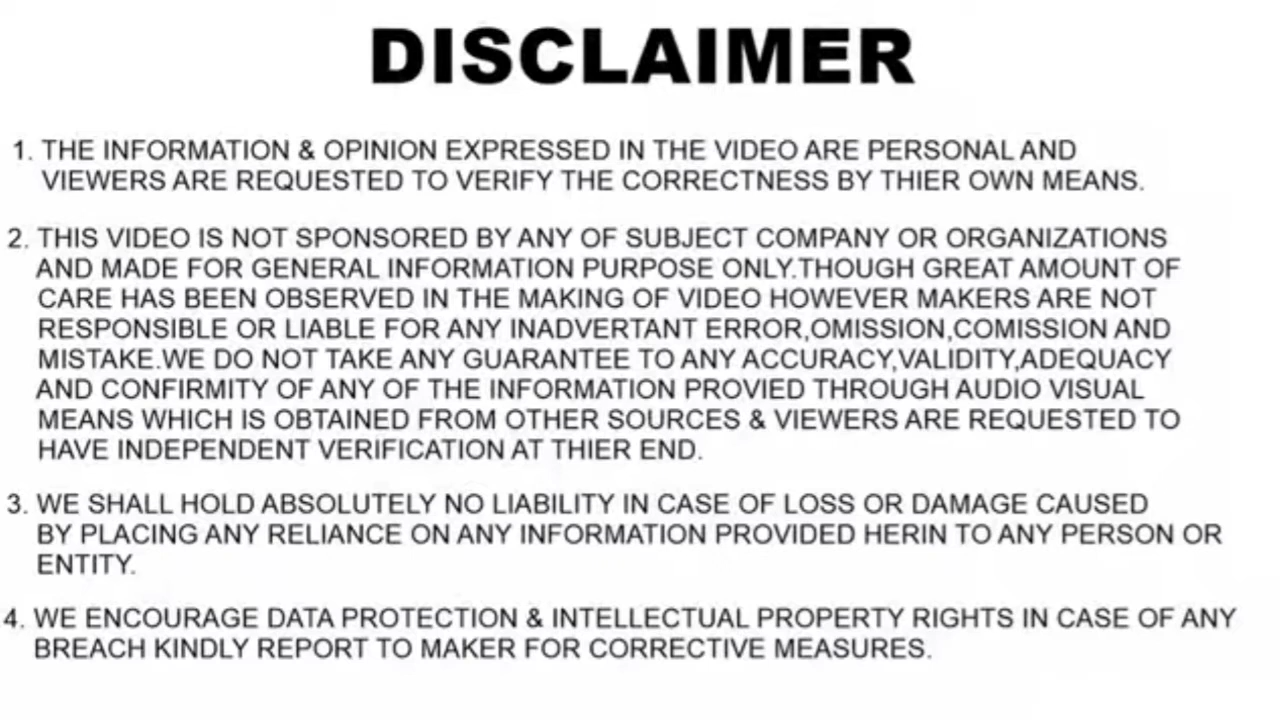 DISCLAIMER
1. THE INFORMATION & OPINION EXPRESSED IN THE VIDEO ARE PERSONAL AND
VIEWERS ARE REQUESTED TO VERIFY THE CORRECTNESS BY THIER OWN MEANS.
2. THIS VIDEO IS NOT SPONSORED BY ANY OF SUBJECT COMPANY OR ORGANIZATIONS
AND MADE FOR GENERAL INFORMATION PURPOSE ONLY.THOUGH GREAT AMOUNT OF
CARE HAS BEEN OBSERVED IN THE MAKING OF VIDEO HOWEVER MAKERS ARE NOT
RESPONSIBLE OR LIABLE FOR ANY INADVERTANT ERROR,OMISSION,COMISSION AND
MISTAKE.WE DO NOT TAKE ANY GUARANTEE TO ANY ACCURACY,VALIDITY,ADEQUACY
AND CONFIRMITY OF ANY OF THE INFORMATION PROVIED THROUGH AUDIO VISUAL
MEANS WHICH IS OBTAINED FROM OTHER SOURCES & VIEWERS ARE REQUESTED TO
HAVE INDEPENDENT VERIFICATION AT THIER END.
3. WE SHALL HOLD ABSOLUTELY NO LIABILITY IN CASE OF LOSS OR DAMAGE CAUSED
BY PLACING ANY RELIANCE ON ANY INFORMATION PROVIDED HERIN TO ANY PERSON OR
ENTITY.
4. WE ENCOURAGE DATA PROTECTION & INTELLECTUAL PROPERTY RIGHTS IN CASE OF ANY
BREACH KINDLY REPORT TO MAKER FOR CORRECTIVE MEASURES.